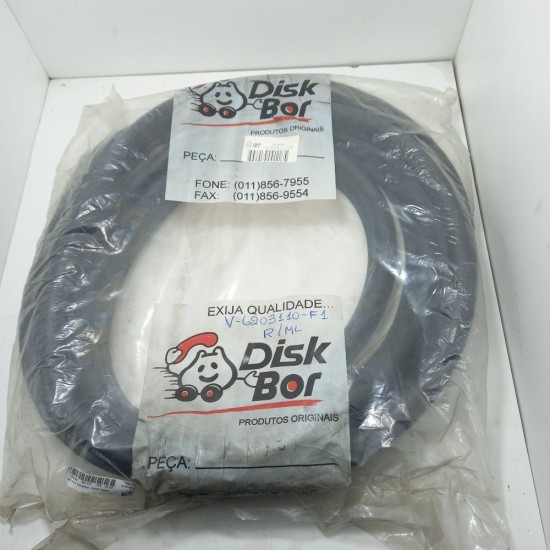 Disk
Bor
PRODUTOS ORIGINAIS
PEÇA:
FONE: (011)856-7955
FAX: (011)856-9554
EXIJA QUALIDADE...
V-6203110-F1
R/ML
Disk
Bor
PRODUTOS ORIGINAIS
PEÇA: